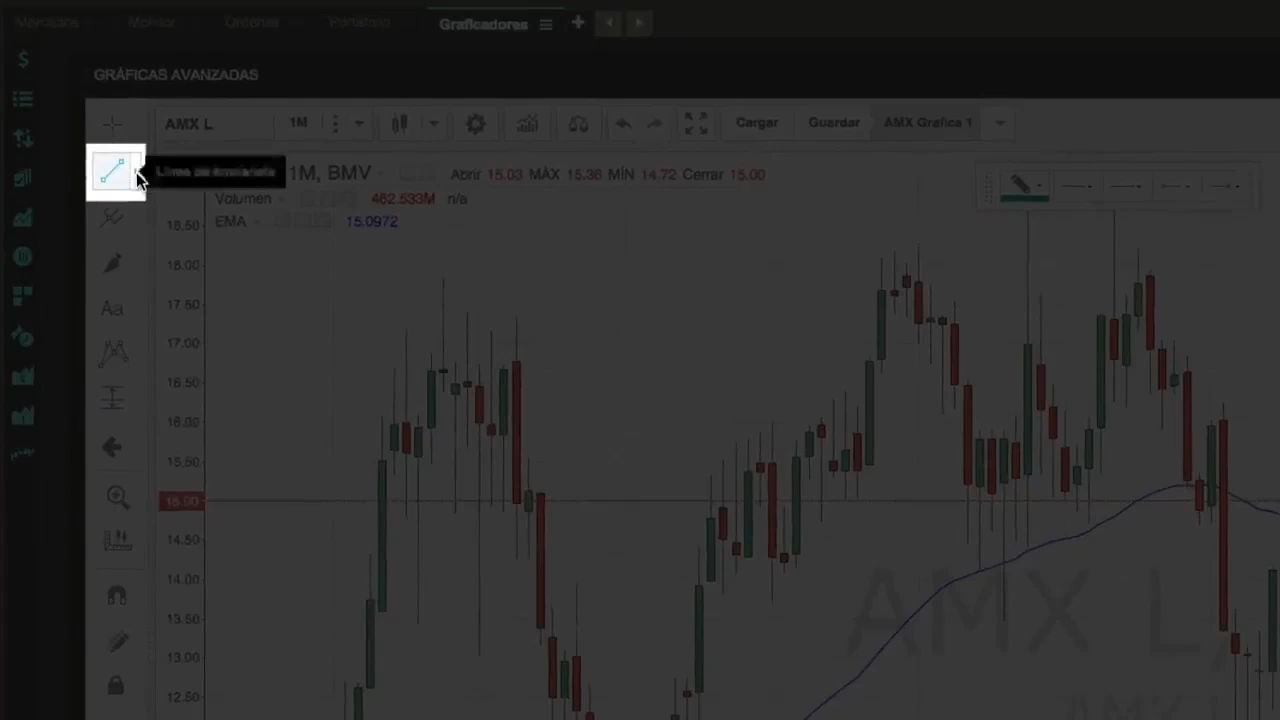 Mercados Monitor Órdenes Portafolio Graficadores
GRÁFICAS AVANZADAS
AMX L 1M Cargar Guardar AMX Grafica 1
Línea de tendencia 1M, BMV Abrir 15.03 MÁX 15.36 MÍN 14.72 Cerrar 15.00
Volumen 462.533M n/a
EMA 15.0972
18.50
18.00
17.50
17.00
16.50
16.00
15.50
14.50
14.00
13.50
13.00
12.50
Aa
AMX L,